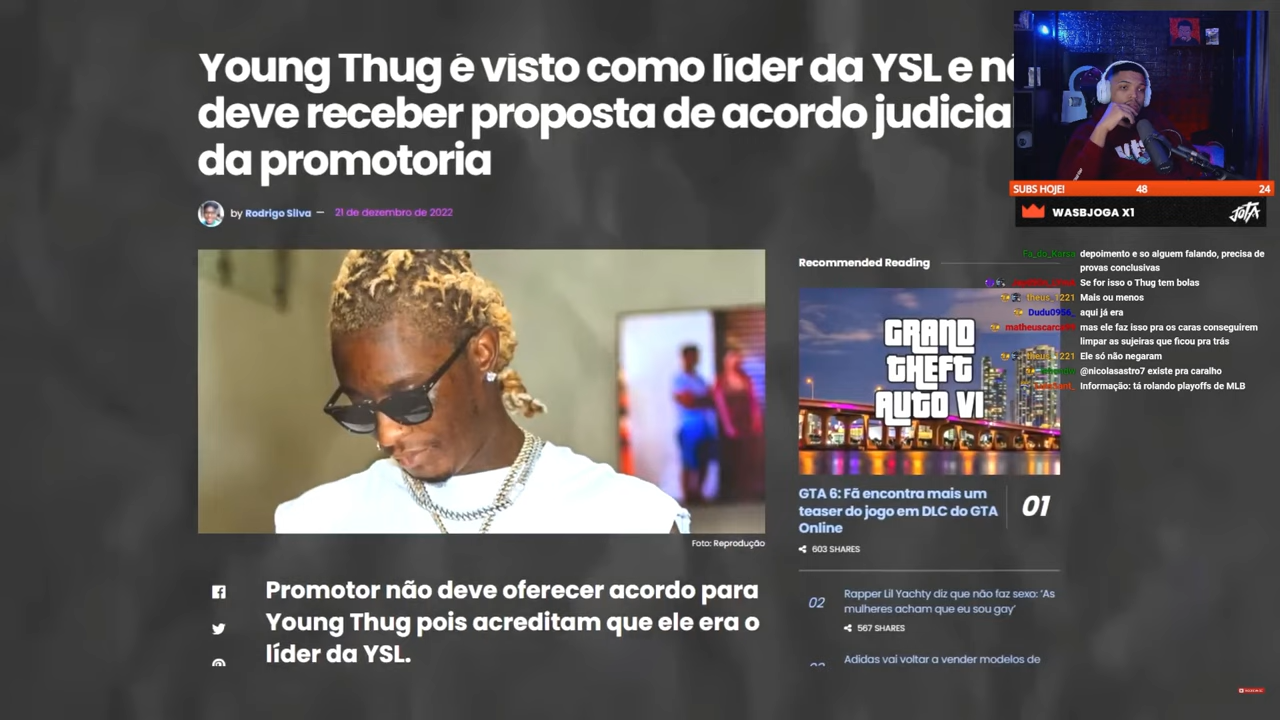 Young Thug é visto como líder da YSL e
deve receber proposta de acordo judicia
da promotoria
by Rodrigo Silva — 21 de dezembro de 2022
Foto: Reprodução
Promotor não deve oferecer acordo para
Young Thug pois acreditam que ele era o
líder da YSL.
Recommended Reading
GRAND
THEFT
AUTO VI
GTA 6: Fã encontra mais um
teaser do jogo em DLC do GTA
Online
01
603 SHARES
02
Rapper Lil Yachty diz que não faz sexo: ‘As
mulheres acham que eu sou gay’
567 SHARES
Adidas vai voltar a vender modelos de
SUBS HOJE! 48 24
WASBJOGA X1 JOTA
Fa_do_Korsa depoimento e so alguem falando, precisa de
provas conclusivas
Se for isso o Thug tem bolas
theus_1221 Mais ou menos
Dudu0956_ aqui já era
mas ele faz isso pra os caras conseguirem
limpar as sujeiras que ficou pra trás
theus_1221 Ele só não negaram
@nicolasastro7 existe pra caralho
Informação: tá rolando playoffs de MLB